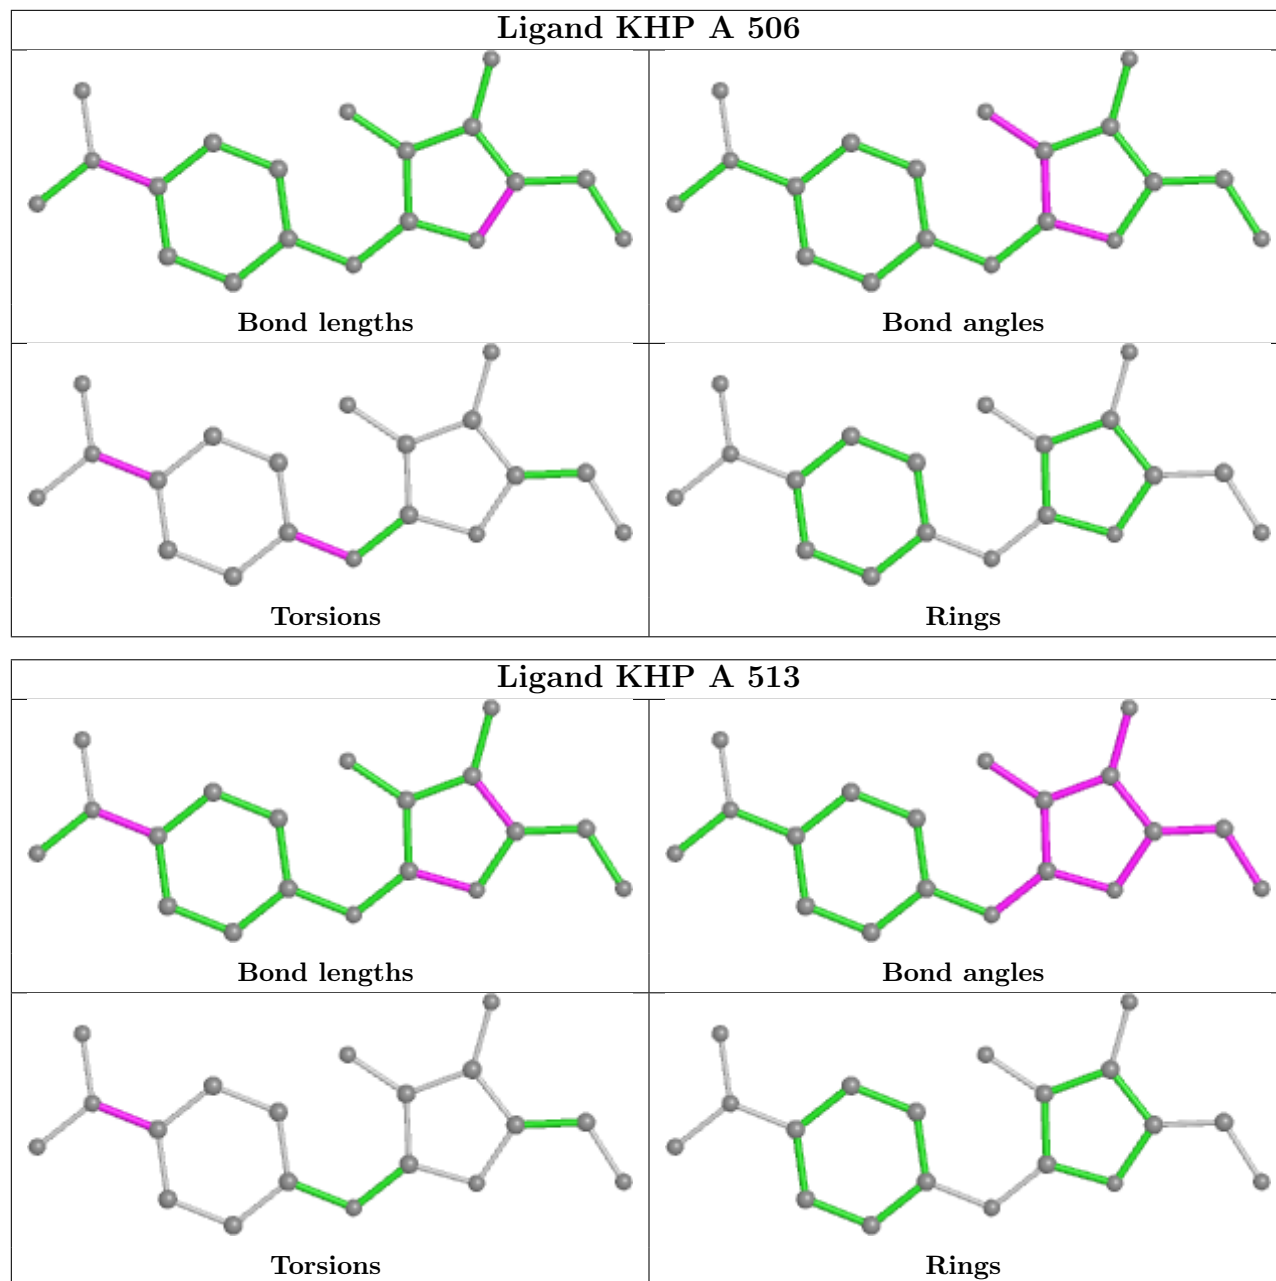 Ligand KHP A 506
Bond lengths
Bond angles
Torsions
Rings
Ligand KHP A 513
Bond lengths
Bond angles
Torsions
Rings